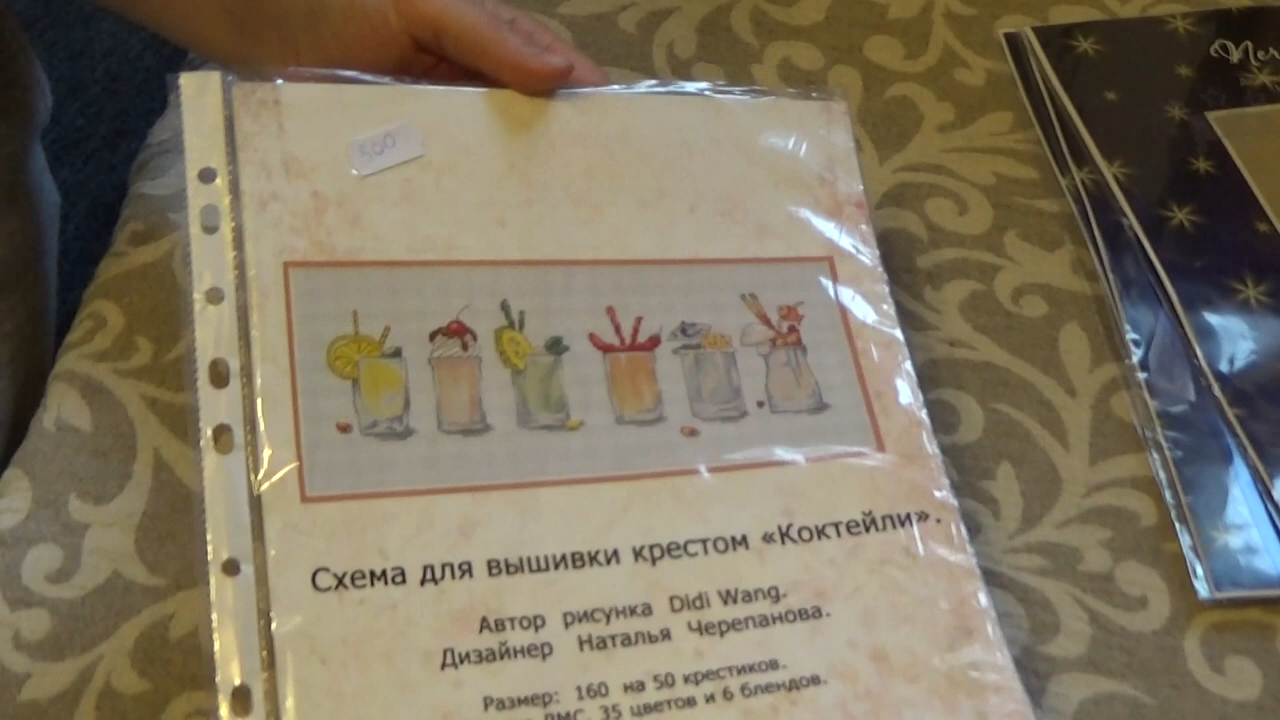 500
Схема для вышивки крестом «Коктейли».
Автор рисунка Didi Wang.
Дизайнер Наталья Черепанова.
Размер: 160 на 50 крестиков.
ДМС, 35 цветов и 6 блендов.